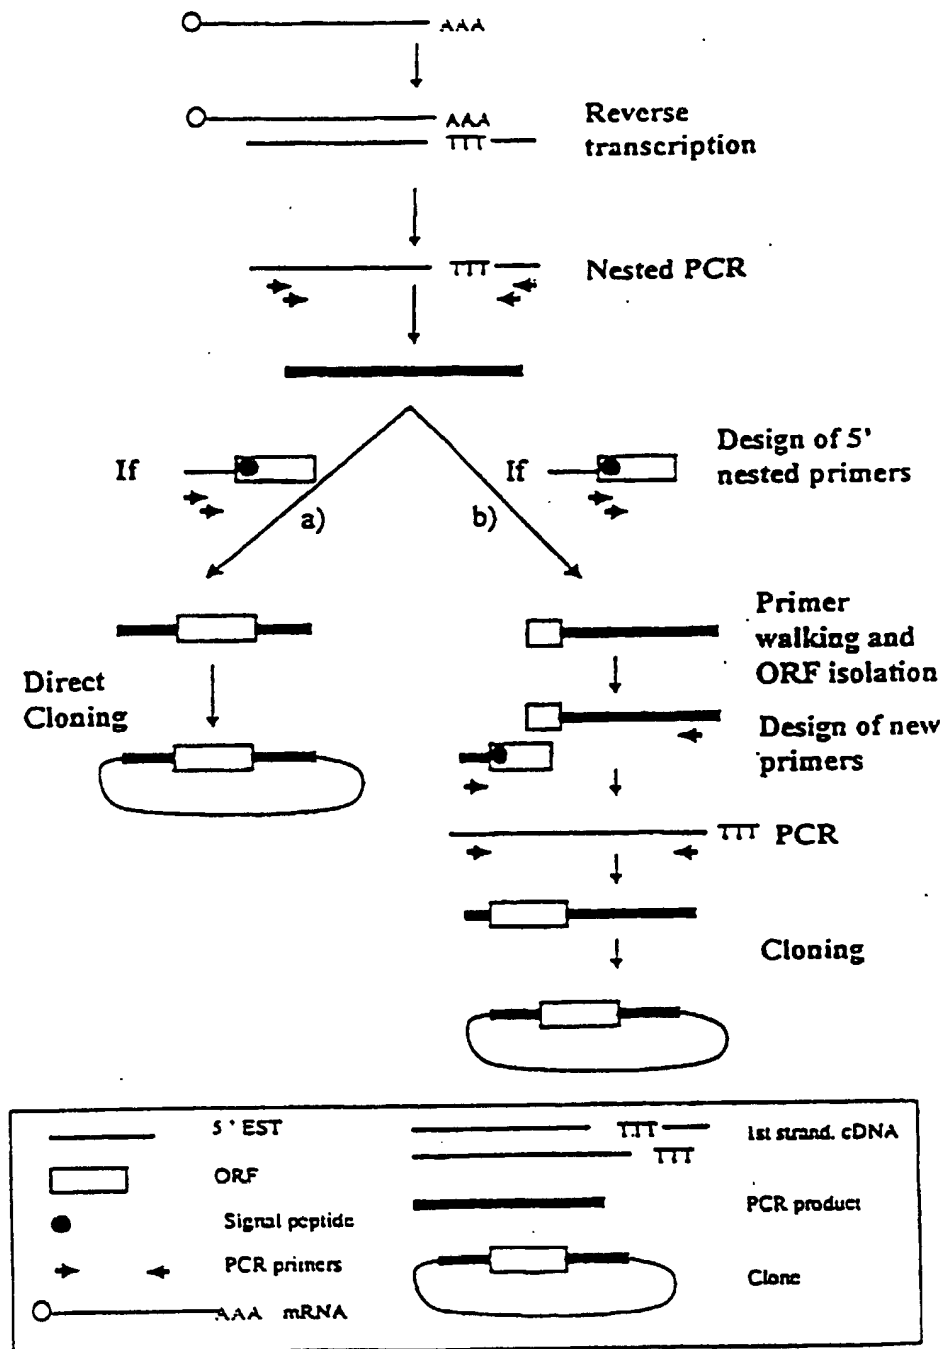 AAA
AAA
TTT
Reverse
transcription
TTT
Nested PCR
If
a)
If
b)
Design of 5'
nested primers
Primer
walking and
ORF isolation
Direct
Cloning
Design of new
primers
TTT PCR
Cloning
5 ' EST
TTT
1st strand. cDNA
TTT
ORF
Signal peptide
PCR product
PCR primers
Clone
AAA mRNA